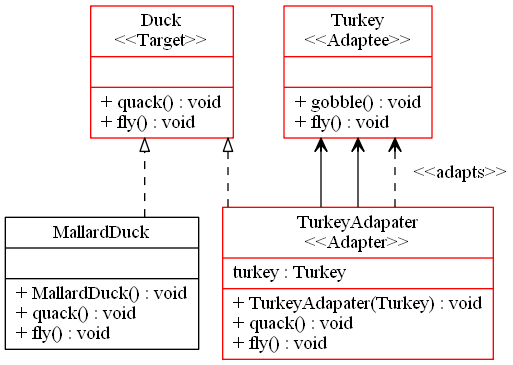 Duck
<<Target>>
+ quack() : void
+ fly() : void
Turkey
<<Adaptee>>
+ gobble() : void
+ fly() : void
<<adapts>>
MallardDuck
+ MallardDuck() : void
+ quack() : void
+ fly() : void
TurkeyAdapater
<<Adapter>>
turkey : Turkey
+ TurkeyAdapater(Turkey) : void
+ quack() : void
+ fly() : void